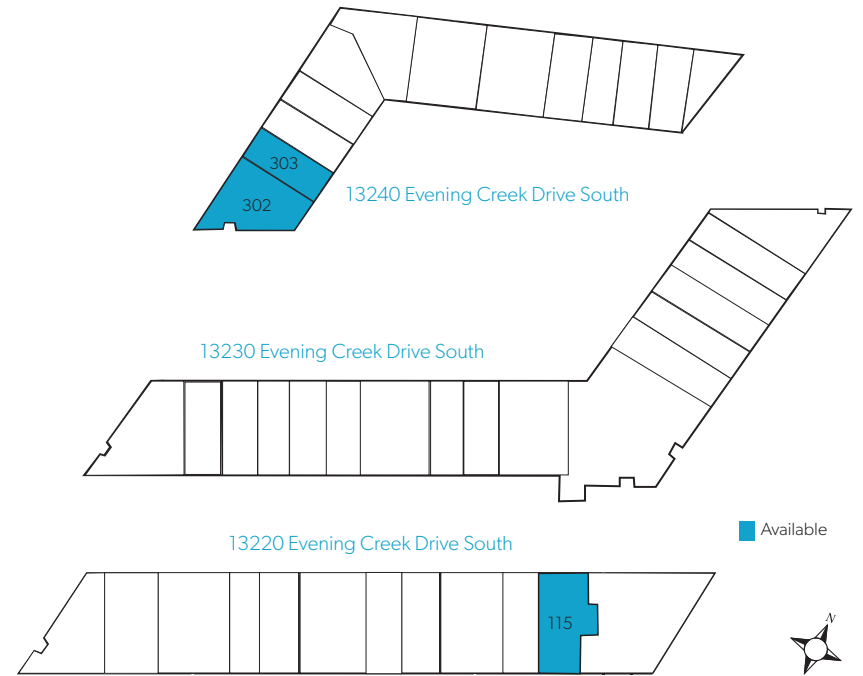 303
302
13240 Evening Creek Drive South
13230 Evening Creek Drive South
Available
13220 Evening Creek Drive South
115
N